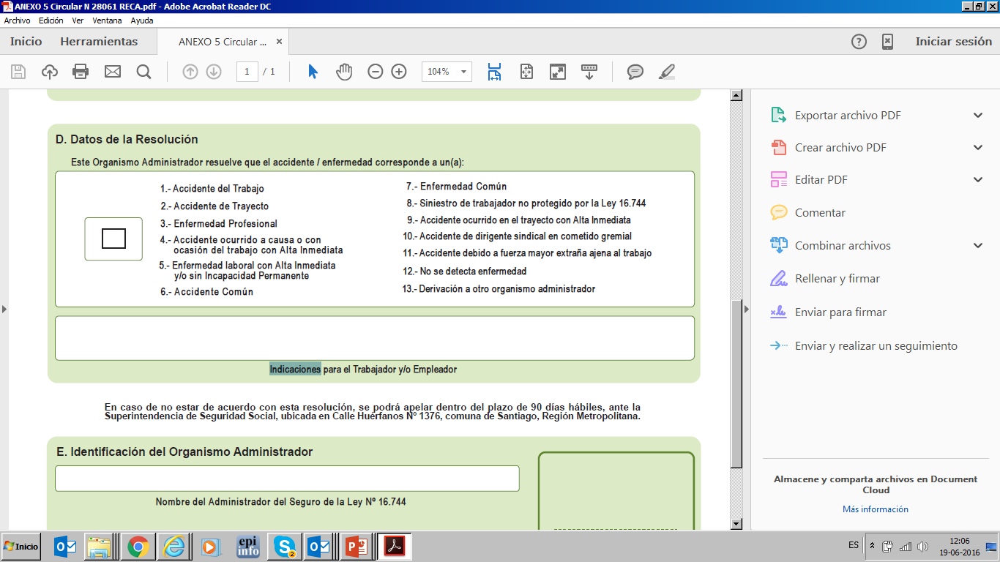 ANEXO 5 Circular N 28061 RECA.pdf - Adobe Acrobat Reader DC
Archivo Edición Ver Ventana Ayuda
Inicio Herramientas ANEXO 5 Circular ... × Iniciar sesión
1 / 1 104%
D. Datos de la Resolución
Este Organismo Administrador resuelve que el accidente / enfermedad corresponde a un(a):
1.- Accidente del Trabajo
2.- Accidente de Trayecto
3.- Enfermedad Profesional
4.- Accidente ocurrido a causa o con
ocasión del trabajo con Alta Inmediata
5.- Enfermedad laboral con Alta Inmediata
y/o sin Incapacidad Permanente
6.- Accidente Común
7.- Enfermedad Común
8.- Siniestro de trabajador no protegido por la Ley 16.744
9.- Accidente ocurrido en el trayecto con Alta Inmediata
10.- Accidente de dirigente sindical en cometido gremial
11.- Accidente debido a fuerza mayor extraña ajena al trabajo
12.- No se detecta enfermedad
13.- Derivación a otro organismo administrador
Indicaciones para el Trabajador y/o Empleador
En caso de no estar de acuerdo con esta resolución, se podrá apelar dentro del plazo de 90 días hábiles, ante la
Superintendencia de Seguridad Social, ubicada en Calle Huérfanos Nº 1376, comuna de Santiago, Región Metropolitana.
E. Identificación del Organismo Administrador
Nombre del Administrador del Seguro de la Ley Nº 16.744
Exportar archivo PDF
Crear archivo PDF
Editar PDF
Comentar
Combinar archivos
Rellenar y firmar
Enviar para firmar
Enviar y realizar un seguimiento
Almacene y comparta archivos en Document
Cloud
Más información
Inicio
epi
info
2
ES
12:06
19-06-2016